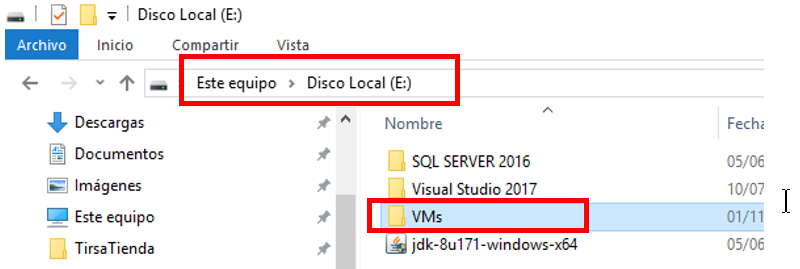 Disco Local (E:)
Archivo Inicio Compartir Vista
Este equipo > Disco Local (E:)
Descargas
Documentos
Imágenes
Este equipo
TirsaTienda
Nombre Fecha
SQL SERVER 2016 05/06
Visual Studio 2017 10/07
VMs 01/11
jdk-8u171-windows-x64 05/06